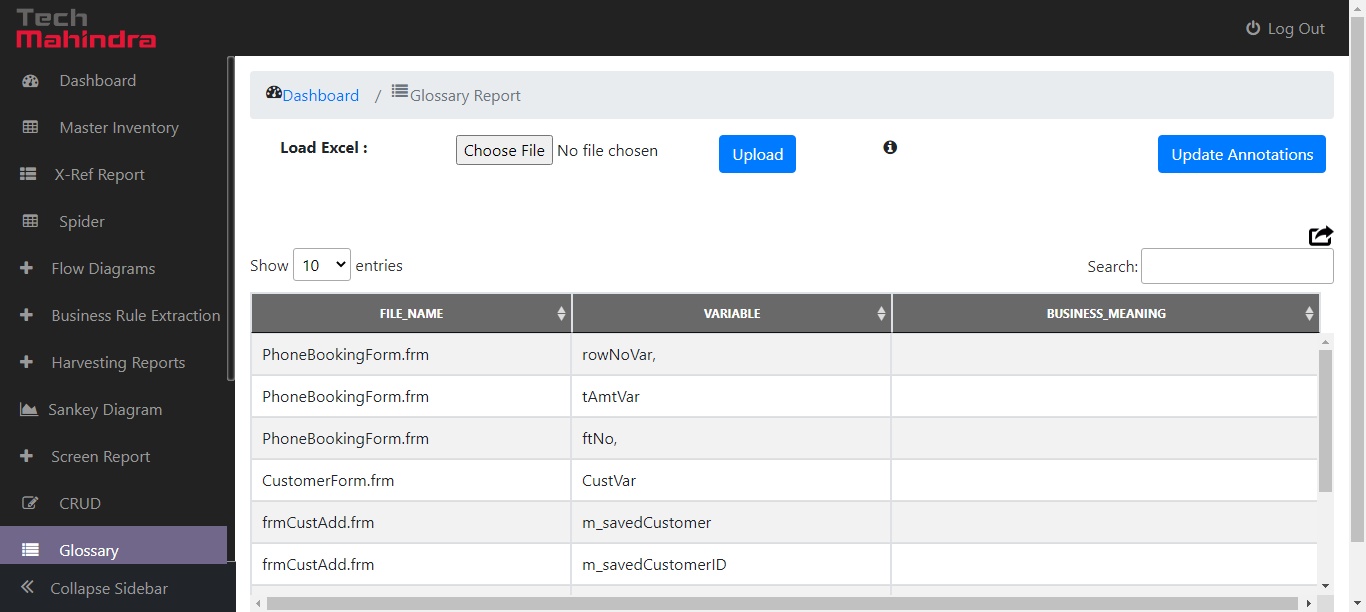 Tech
Mahindra
Log Out
Dashboard
Master Inventory
X-Ref Report
Spider
Flow Diagrams
Business Rule Extraction
Harvesting Reports
Sankey Diagram
Screen Report
CRUD
Glossary
Collapse Sidebar
Dashboard / Glossary Report
Load Excel : Choose File No file chosen Upload Update Annotations
Show 10 entries Search:
FILE_NAME VARIABLE BUSINESS_MEANING
PhoneBookingForm.frm rowNoVar,
PhoneBookingForm.frm tAmtVar
PhoneBookingForm.frm ftNo,
CustomerForm.frm CustVar
frmCustAdd.frm m_savedCustomer
frmCustAdd.frm m_savedCustomerID